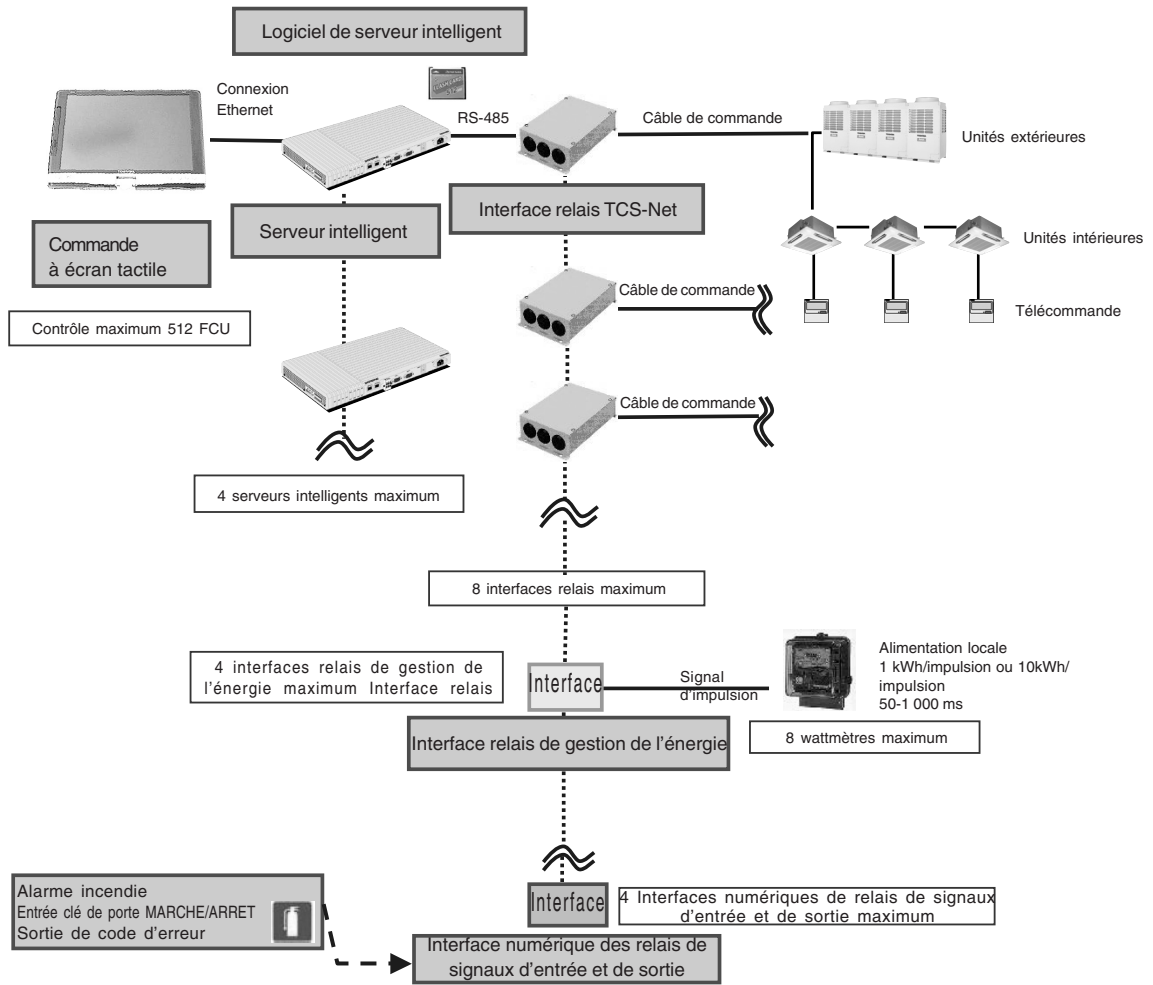 Logiciel de serveur intelligent
Connexion
Ethernet
RS-485
Câble de commande
Unités extérieures
Commande
à écran tactile
Serveur intelligent
Interface relais TCS-Net
Unités intérieures
Câble de commande
Télécommande
Contrôle maximum 512 FCU
Câble de commande
4 serveurs intelligents maximum
8 interfaces relais maximum
4 interfaces relais de gestion de
l'énergie maximum Interface relais
Interface
Signal
d'impulsion
Alimentation locale
1 kWh/impulsion ou 10kWh/
impulsion
50-1 000 ms
Interface relais de gestion de l'énergie
8 wattmètres maximum
Alarme incendie
Entrée clé de porte MARCHE/ARRET
Sortie de code d'erreur
Interface
4 Interfaces numériques de relais de signaux
d'entrée et de sortie maximum
Interface numérique des relais de
signaux d'entrée et de sortie